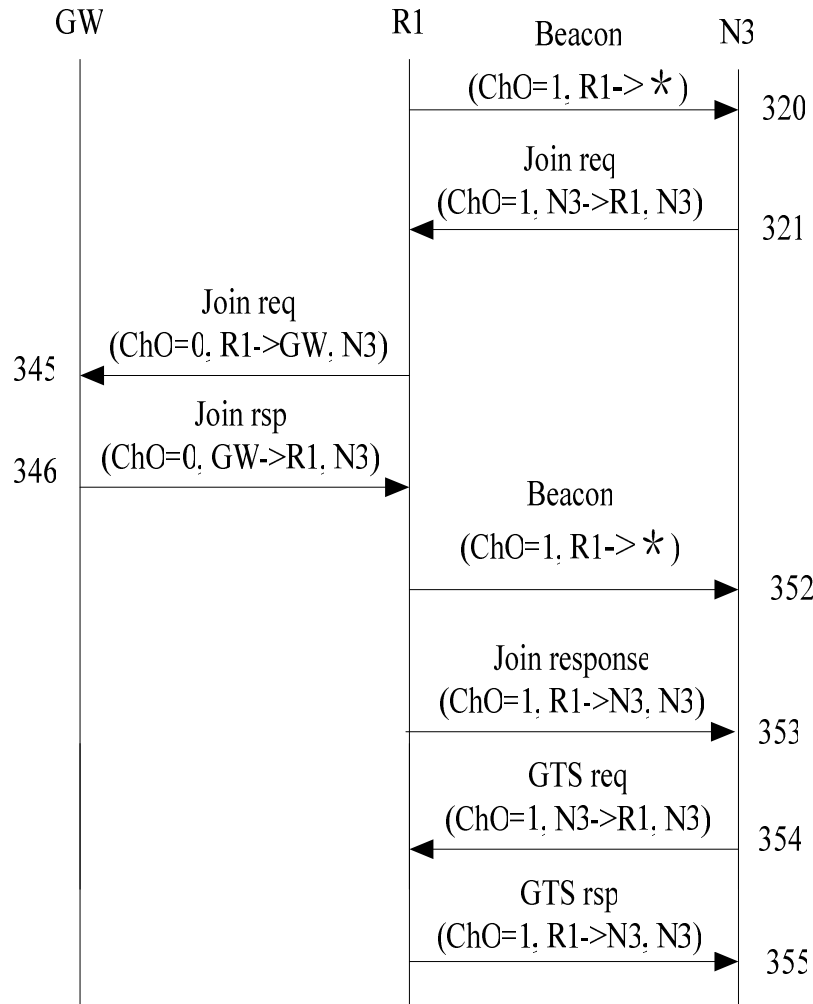 GW
R1
Beacon
N3
(ChO=1, R1->*)
320
Join req
(ChO=1, N3->R1, N3)
321
Join req
(ChO=0, R1->GW, N3)
345
Join rsp
(ChO=0, GW->R1, N3)
346
Beacon
(ChO=1, R1->*)
352
Join response
(ChO=1, R1->N3, N3)
353
GTS req
(ChO=1, N3->R1, N3)
354
GTS rsp
(ChO=1, R1->N3, N3)
355